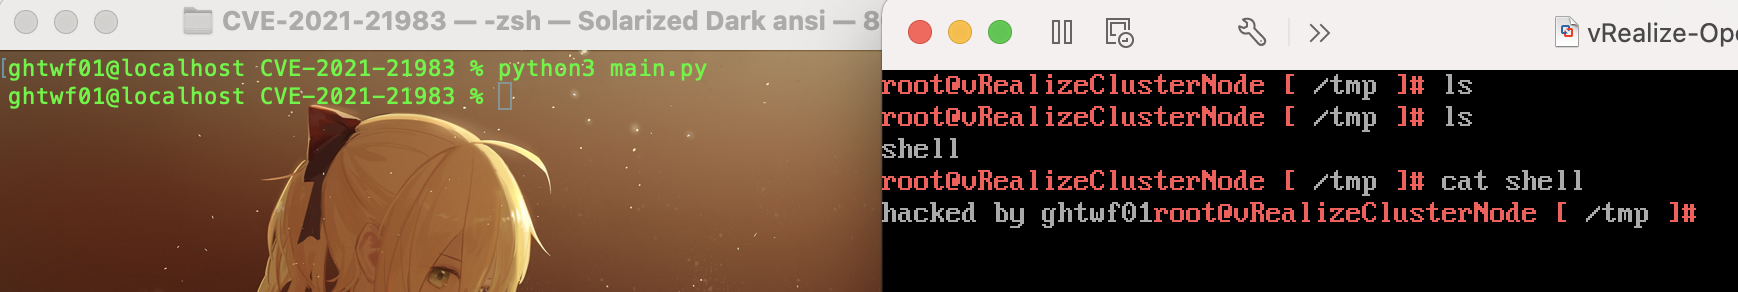 CVE-2021-21983 — -zsh — Solarized Dark ansi — 8
[ghtwf01@localhost CVE-2021-21983 % python3 main.py
ghtwf01@localhost CVE-2021-21983 %
vRealize-Ope
root@vRealizeClusterNode [ /tmp ]# ls
root@vRealizeClusterNode [ /tmp ]# ls
shell
root@vRealizeClusterNode [ /tmp ]# cat shell
hacked by ghtwf01root@vRealizeClusterNode [ /tmp ]#